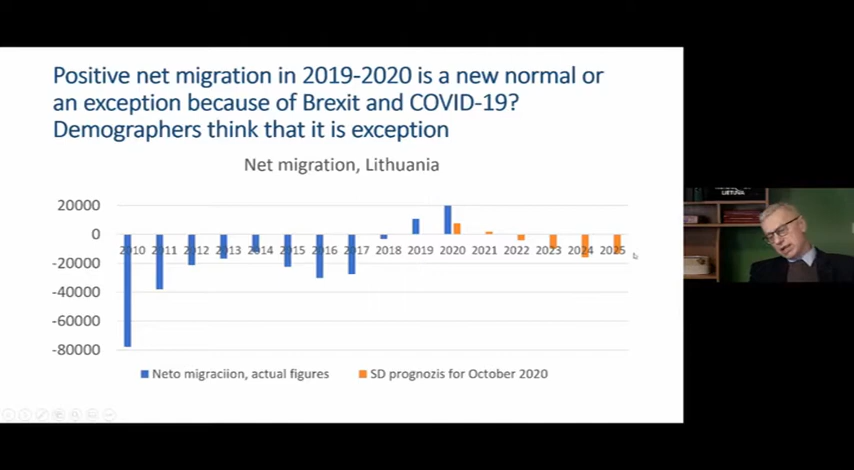 Positive net migration in 2019-2020 is a new normal or
an exception because of Brexit and COVID-19?
Demographers think that it is exception
Net migration, Lithuania
20000
0
2010 2011 2012 2013 2014 2015 2016 2017 2018 2019 2020 2021 2022 2023 2024 2025
-20000
-40000
-60000
-80000
Neto migraciion, actual figures SD prognozis for October 2020
LIETUVA